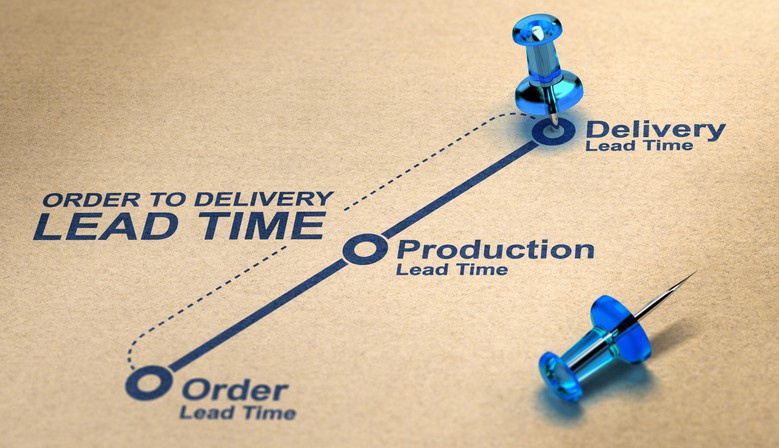 ORDER TO DELIVERY
LEAD TIME
Delivery
Lead Time
Production
Lead Time
Order
Lead Time